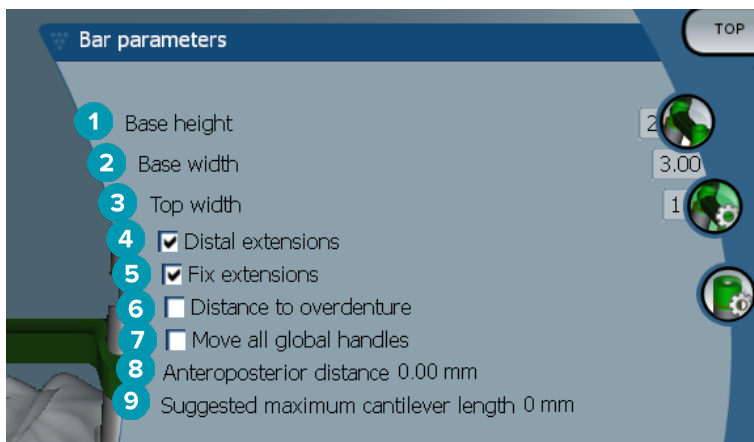 TOP
Bar parameters
1 Base height 2
2 Base width 3.00
3 Top width 1
4 Distal extensions
5 Fix extensions
6 Distance to overdenture
7 Move all global handles
8 Anteroposterior distance 0.00 mm
9 Suggested maximum cantilever length 0 mm